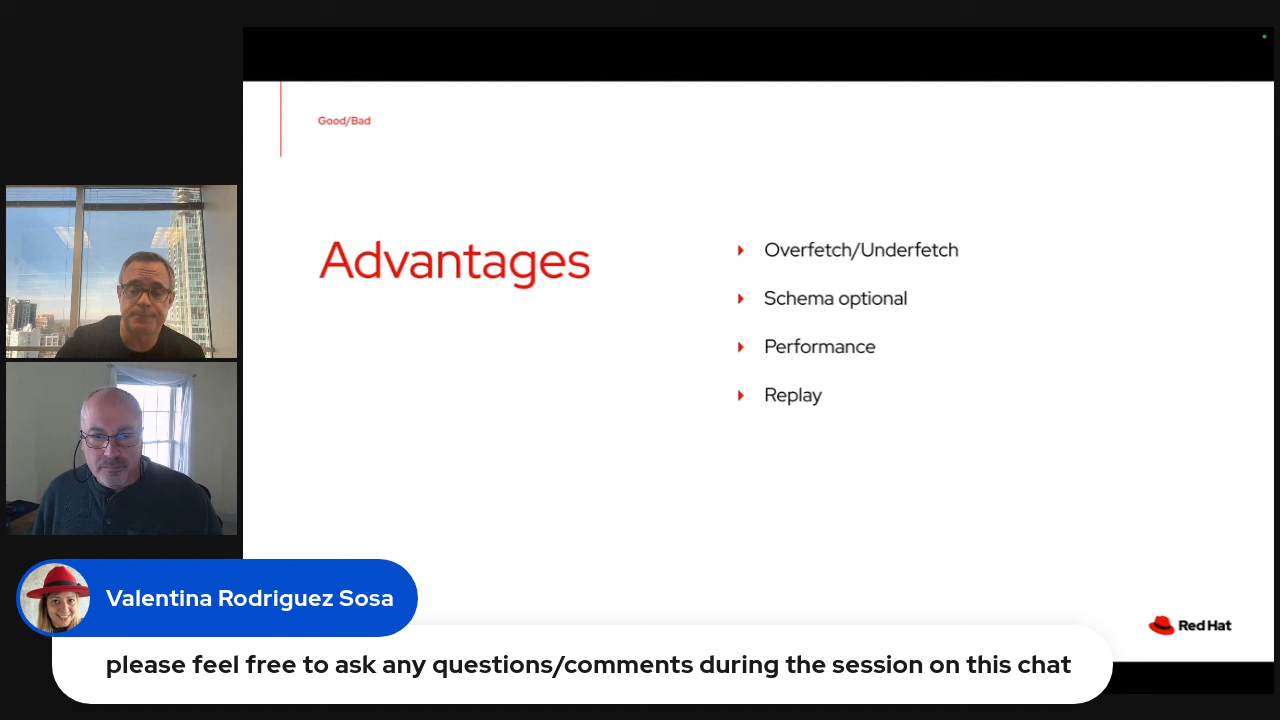 Good/Bad
Advantages
Overfetch/Underfetch
Schema optional
Performance
Replay
Red Hat
Valentina Rodriguez Sosa
please feel free to ask any questions/comments during the session on this chat